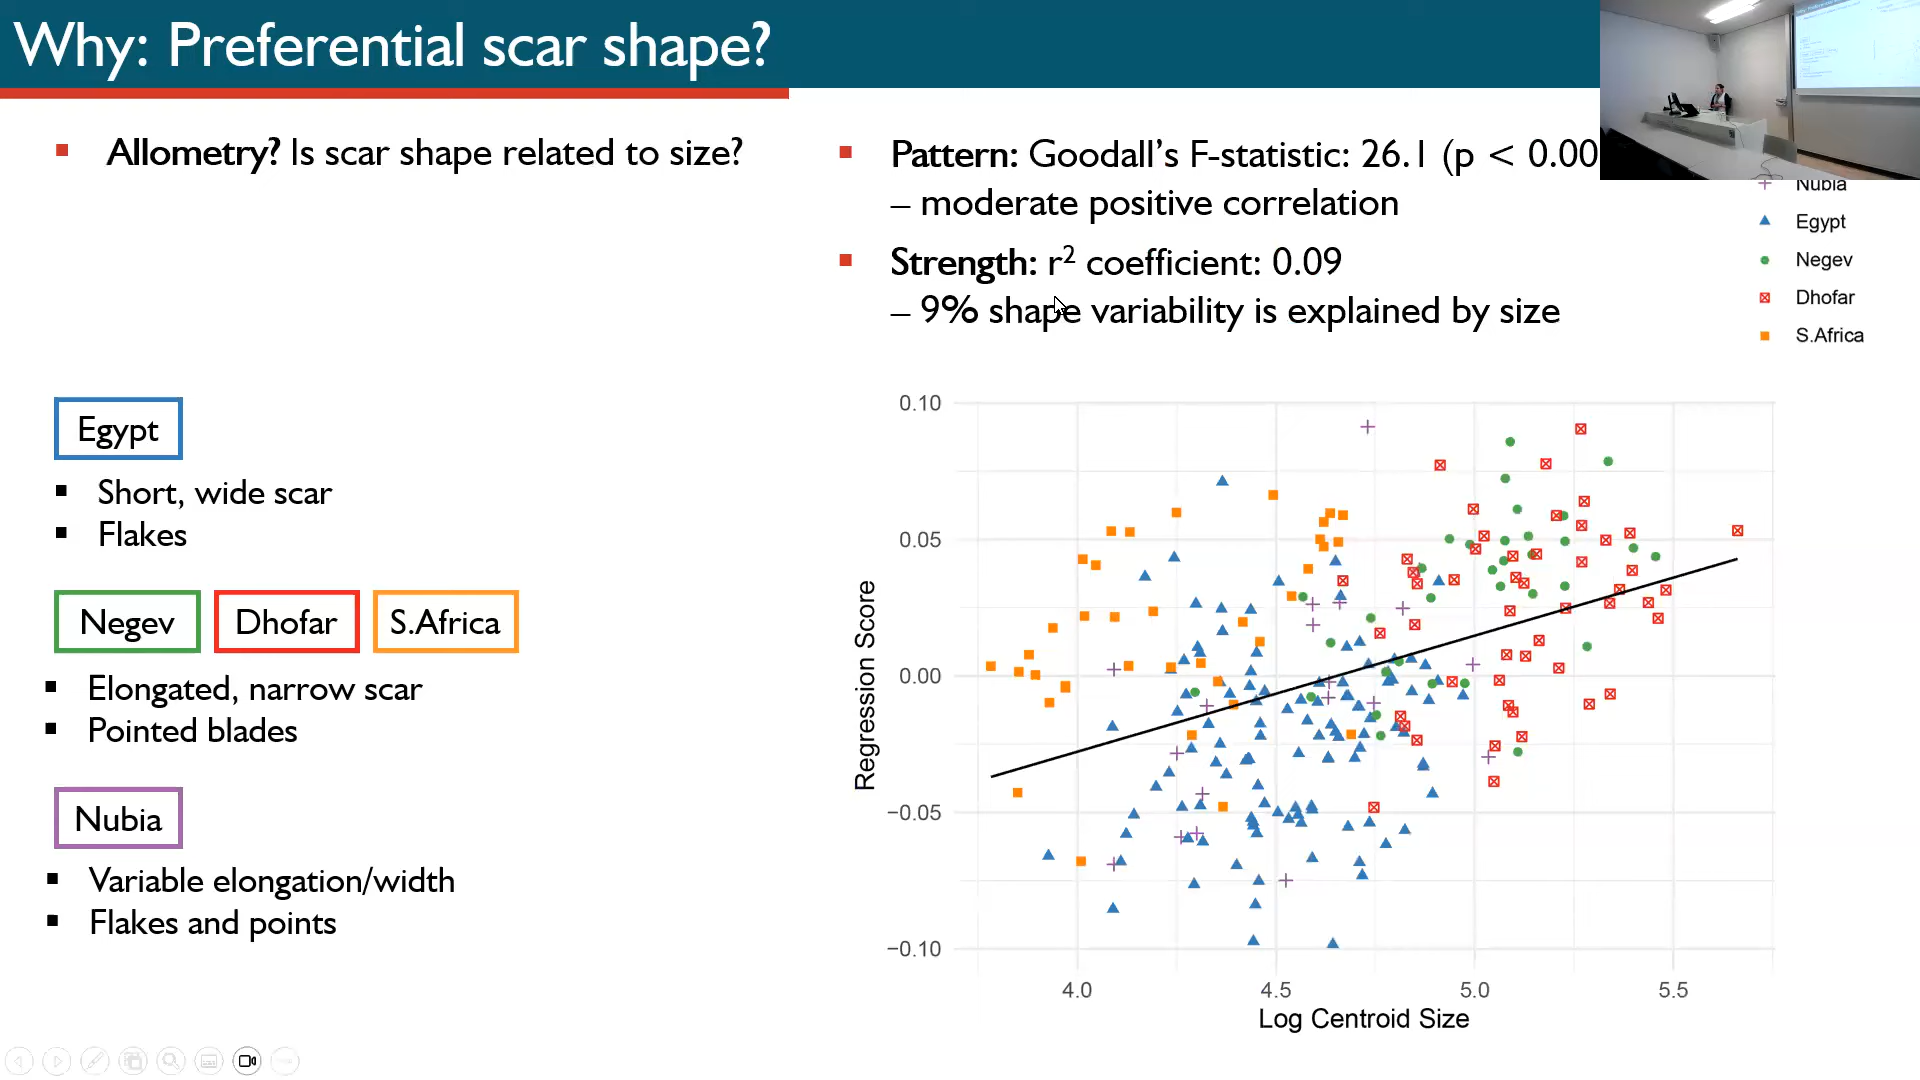 Why: Preferential scar shape?
Allometry? Is scar shape related to size?
Egypt
Short, wide scar
Flakes
Negev Dhofar S.Africa
Elongated, narrow scar
Pointed blades
Nubia
Variable elongation/width
Flakes and points
Pattern: Goodall's F-statistic: 26.1 (p < 0.00
– moderate positive correlation
Strength: r² coefficient: 0.09
– 9% shape variability is explained by size
Nubia
Egypt
Negev
Dhofar
S.Africa
0.10
0.05
0.00
−0.05
−0.10
Regression Score
4.0 4.5 5.0 5.5
Log Centroid Size